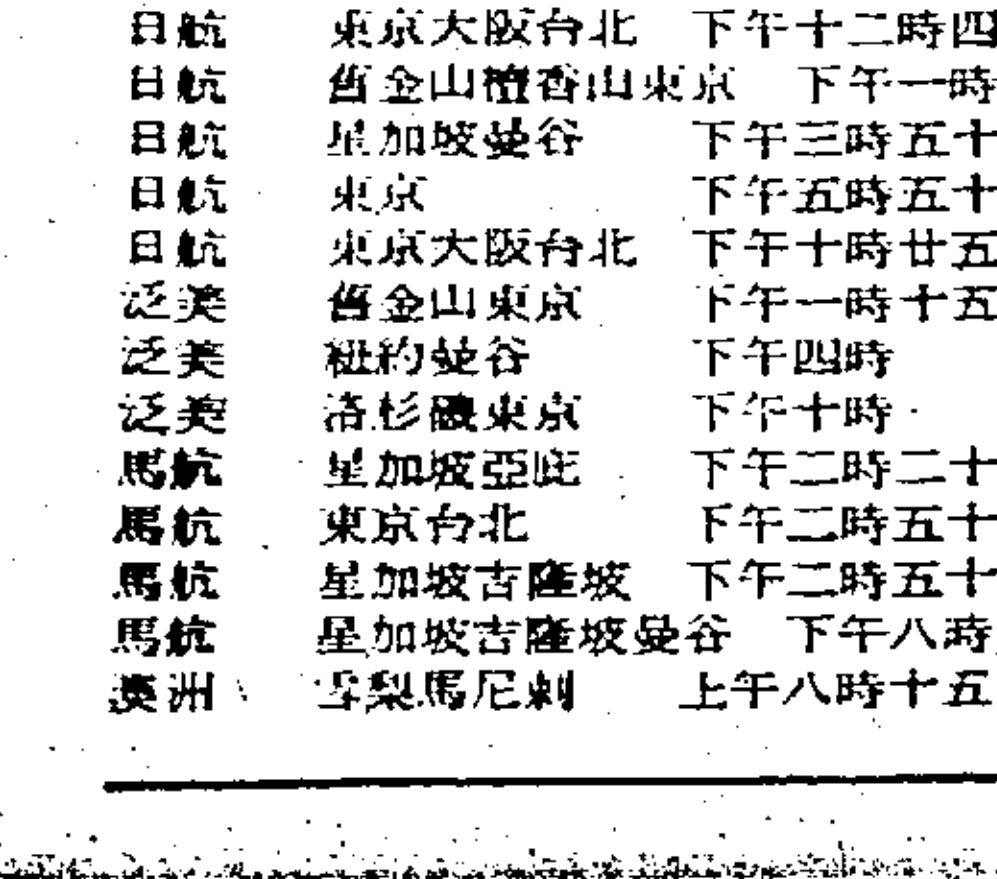 日航 東京大阪台北 下午十二時四
日航 舊金山檀香山東京 下午一時
日航 星加坡曼谷 下午三時五十
日航 東京 下午五時五十
日航 東京大阪台北 下午十時廿五
泛美 舊金山東京 下午一時十五
泛美 紐約曼谷 下午四時
泛美 洛杉磯東京 下午十時
馬航 星加坡亞庇 下午二時二十
馬航 東京台北 下午二時五十
馬航 星加坡吉隆坡 下午二時五十
馬航 星加坡吉隆坡曼谷 下午八時
澳洲 雪梨馬尼剌 上午八時十五